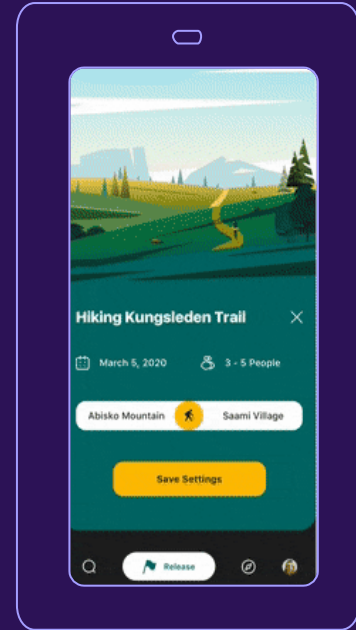 Hiking Kungsleden Trail
March 5, 2020 3 - 5 People
Abisko Mountain Saami Village
Save Settings
Release